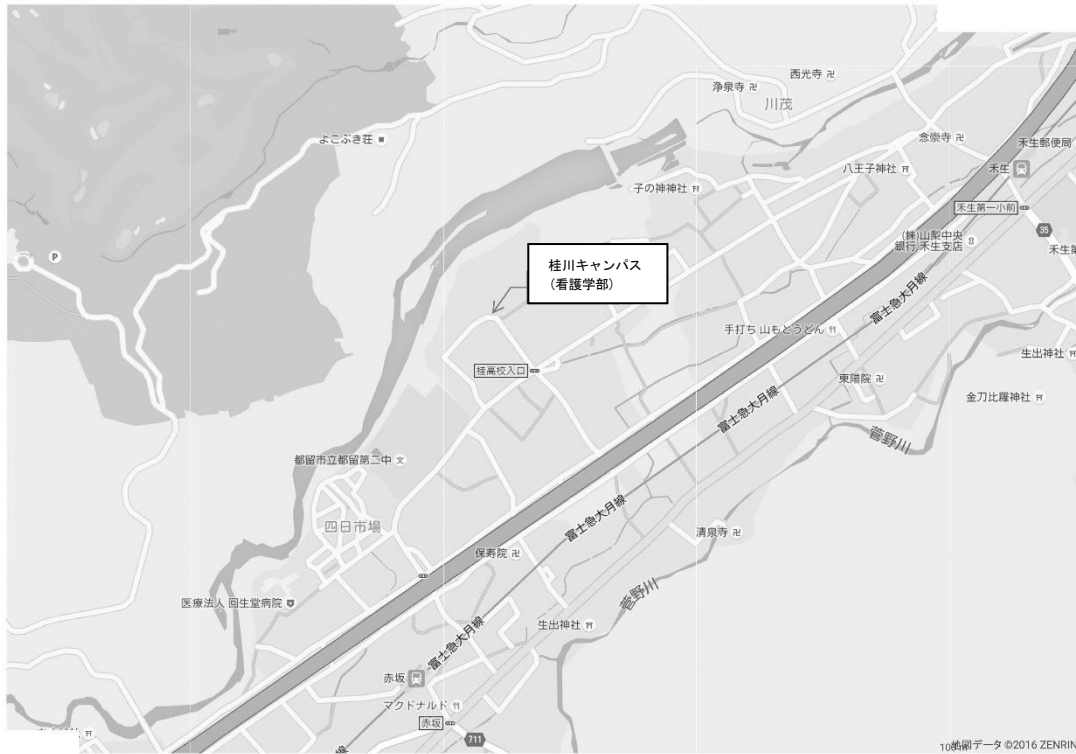 西光寺
浄泉寺
川茂
よこぶき荘
念崇寺
禾生郵便局
八王子神社
禾生
子の神神社
禾生第一小前
35
(株)山梨中央
銀行 禾生支店
禾生第
P
桂川キャンパス
(看護学部)
富士急大月線
手打ち 山もとうどん
生出神社
桂高校入口
東陽院
金刀比羅神社
富士急大月線
菅野川
都留市立都留第二中
文
四日市場
富士急大月線
清泉寺
保寿院
医療法人 回生堂病院
菅野川
生出神社
富士急大月線
赤坂
マクドナルド
赤坂
711
地図データ ©2016 ZENRIN